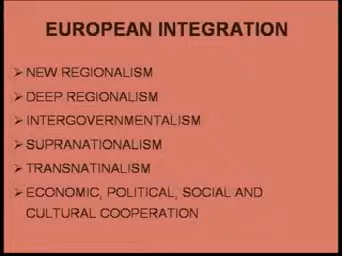 EUROPEAN INTEGRATION
➢ NEW REGIONALISM
➢ DEEP REGIONALISM
➢ INTERGOVERNMENTALISM
➢ SUPRANATIONALISM
➢ TRANSNATINALISM
➢ ECONOMIC, POLITICAL, SOCIAL AND
CULTURAL COOPERATION